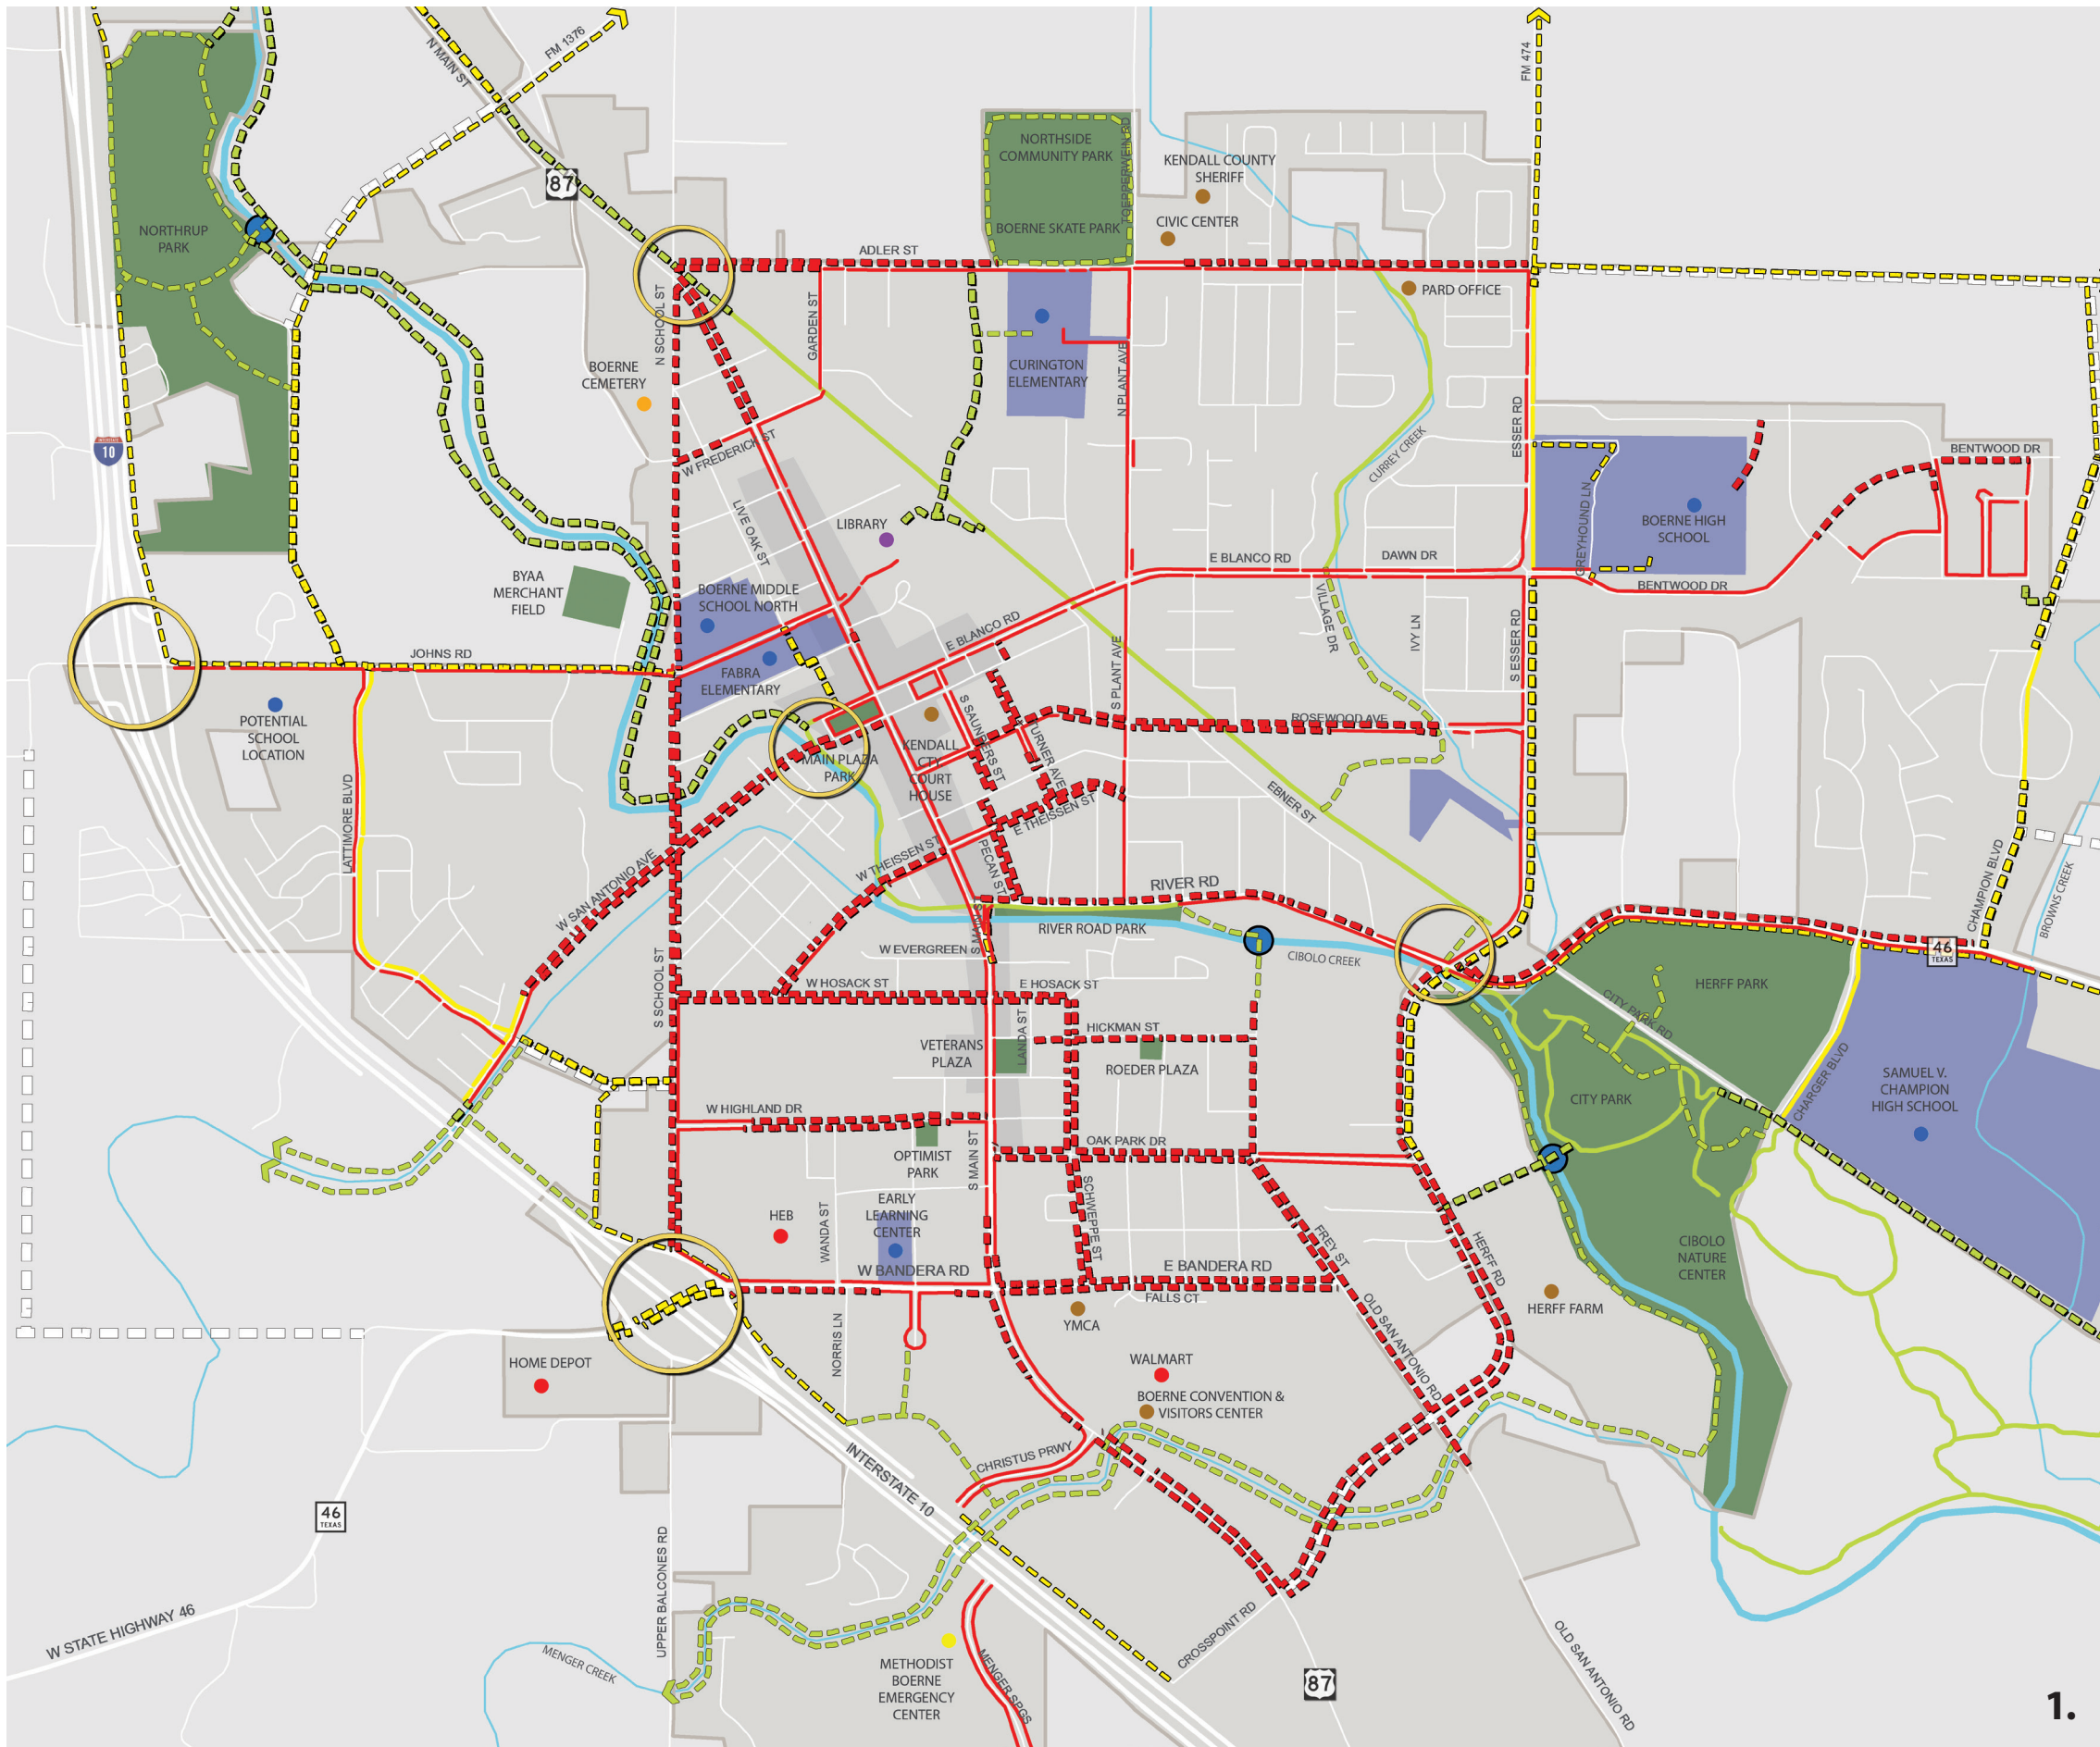 FM 1376
N MAIN ST
FM 474
87
NORTHSIDE
COMMUNITY PARK
TOEPPERWEIN RD
KENDALL COUNTY
SHERIFF
CIVIC CENTER
BOERNE SKATE PARK
NORTHRUP
PARK
ADLER ST
PARD OFFICE
N SCHOOL ST
GARDEN ST
BOERNE
CEMETERY
CURINGTON
ELEMENTARY
N PLANT AVE
ESSER RD
CURREY CREEK
INTERSTATE
10
W FREDERICK ST
BENTWOOD DR
LIVE OAK ST
LIBRARY
GREYHOUND LN
BOERNE HIGH
SCHOOL
E BLANCO RD
DAWN DR
BYAA
MERCHANT
FIELD
BOERNE MIDDLE
SCHOOL NORTH
BENTWOOD DR
E BLANCO RD
VILLAGE DR
IVY LN
S ESSER RD
JOHNS RD
FABRA
ELEMENTARY
S PLANT AVE
POTENTIAL
SCHOOL
LOCATION
S SAUNDERS ST
ROSEWOOD AVE
TURNER AVE
MAIN PLAZA
PARK
KENDALL
CTY
COURT
HOUSE
LATTIMORE BLVD
E THEISSEN ST
EBNER ST
W THEISSEN ST
PECAN ST
W SAN ANTONIO AVE
RIVER RD
CHAMPION BLVD
BROWNS CREEK
S MAIN ST
RIVER ROAD PARK
W EVERGREEN
CIBOLO CREEK
46
TEXAS
S SCHOOL ST
W HOSACK ST
E HOSACK ST
HERFF PARK
CITY PARK RD
LANDA ST
HICKMAN ST
VETERANS
PLAZA
ROEDER PLAZA
CITY PARK
CHARGER BLVD
SAMUEL V.
CHAMPION
HIGH SCHOOL
W HIGHLAND DR
OAK PARK DR
OPTIMIST
PARK
S MAIN ST
SCHWEPPE ST
EARLY
LEARNING
CENTER
HEB
WANDA ST
FREY ST
HERFF RD
CIBOLO
NATURE
CENTER
W BANDERA RD
E BANDERA RD
FALLS CT
HERFF FARM
YMCA
NORRIS LN
OLD SAN ANTONIO RD
HOME DEPOT
WALMART
BOERNE CONVENTION &
VISITORS CENTER
INTERSTATE 10
CHRISTUS PRWY
46
TEXAS
UPPER BALCONES RD
W STATE HIGHWAY 46
MENGER CREEK
CROSSPOINT RD
OLD SAN ANTONIO RD
METHODIST
BOERNE
EMERGENCY
CENTER
MENGER SPGS
87
1.